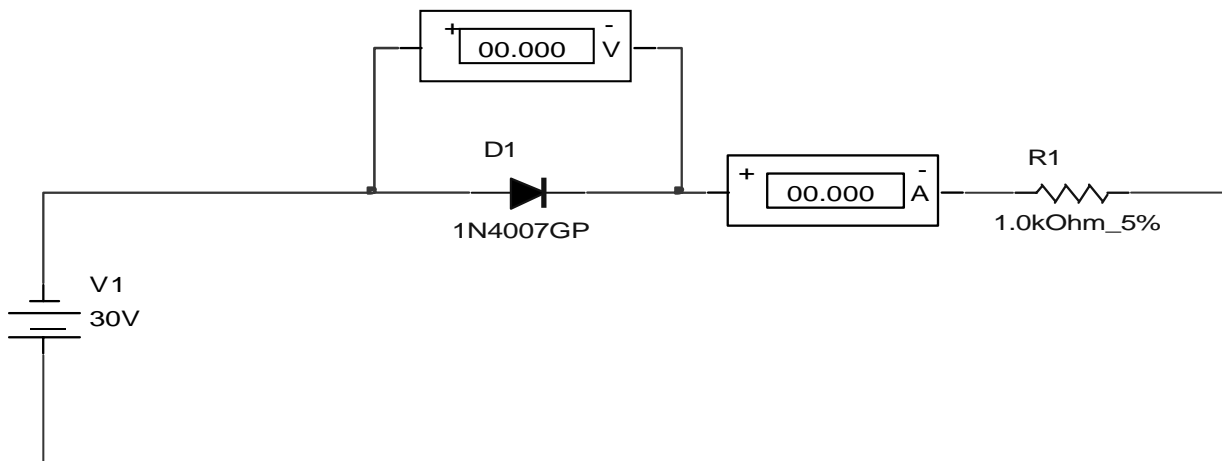 + -
00.000 V
D1
1N4007GP
+ -
00.000 A
R1
1.0kOhm_5%
V1
30V